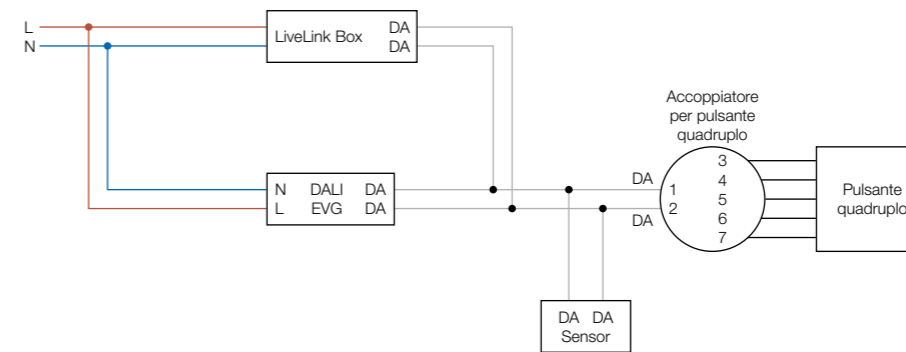 L
N
LiveLink Box
DA
DA
Accoppiatore
per pulsante
quadruplo
N DALI DA
L EVG DA
DA
DA
1
2
3
4
5
6
7
Pulsante
quadruplo
DA DA
Sensor